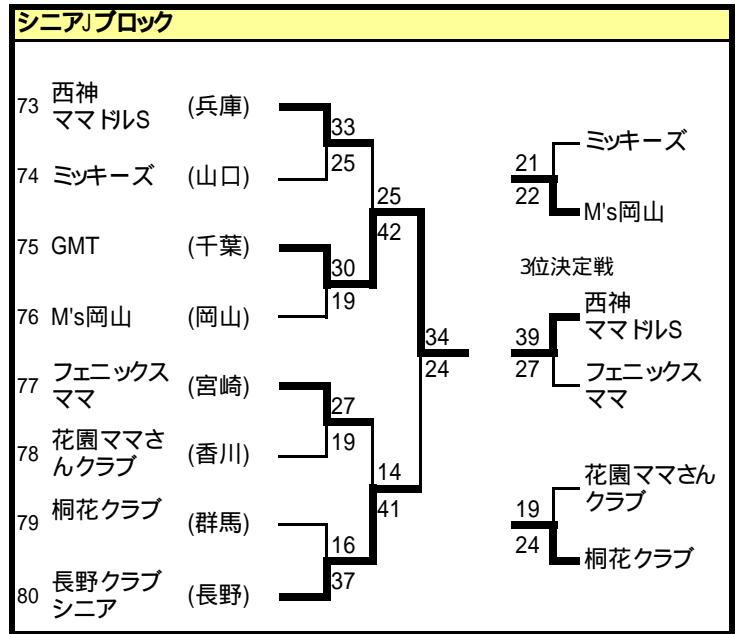 シニアJブロック
73 西神
ママドルS (兵庫)
74 ミッキーズ (山口)
75 GMT (千葉)
76 M's岡山 (岡山)
77 フェニックス
ママ (宮崎)
78 花園ママさ
んクラブ (香川)
79 桐花クラブ (群馬)
80 長野クラブ
シニア (長野)
33
25
30
19
27
19
16
37
25
42
14
41
34
24
ミッキーズ
21
22
M's岡山
3位決定戦
西神
ママドルS
39
27
フェニックス
ママ
花園ママさん
クラブ
19
24
桐花クラブ